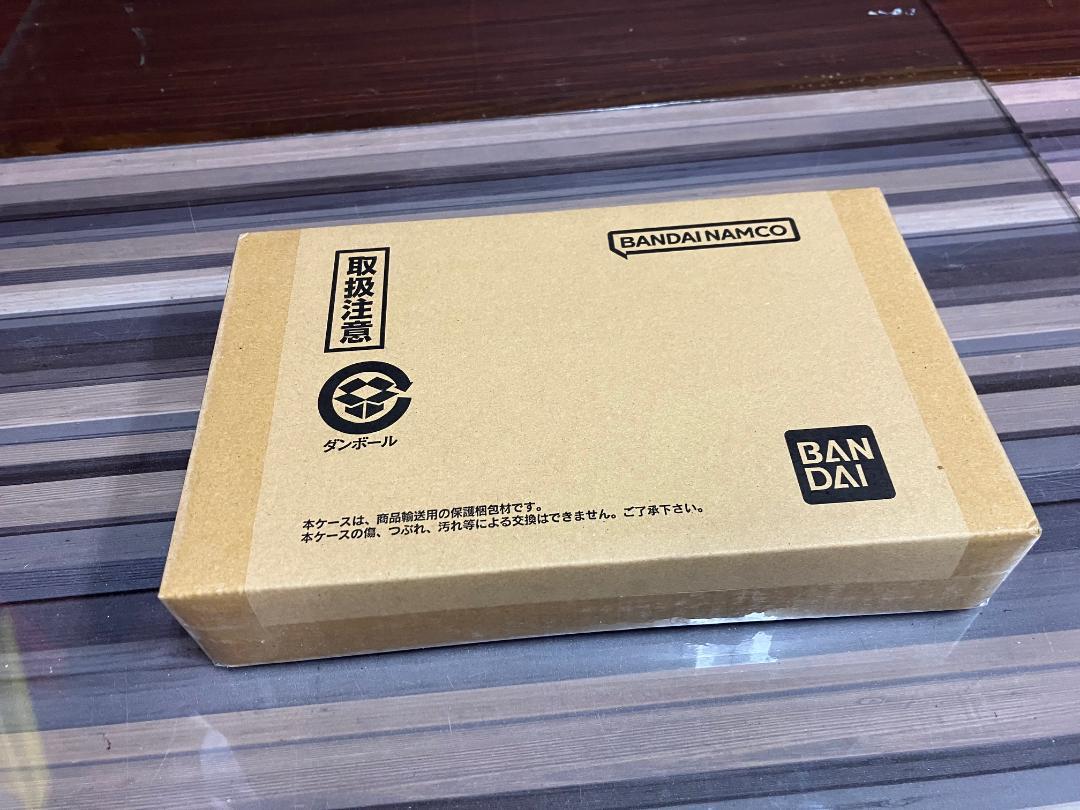 BANDAI NAMCO
取扱注意
ダンボール
BAN
DAI
本ケースは、商品輸送用の保護梱包材です。
本ケースの傷、つぶれ、汚れ等による交換はできません。ご了承下さい。